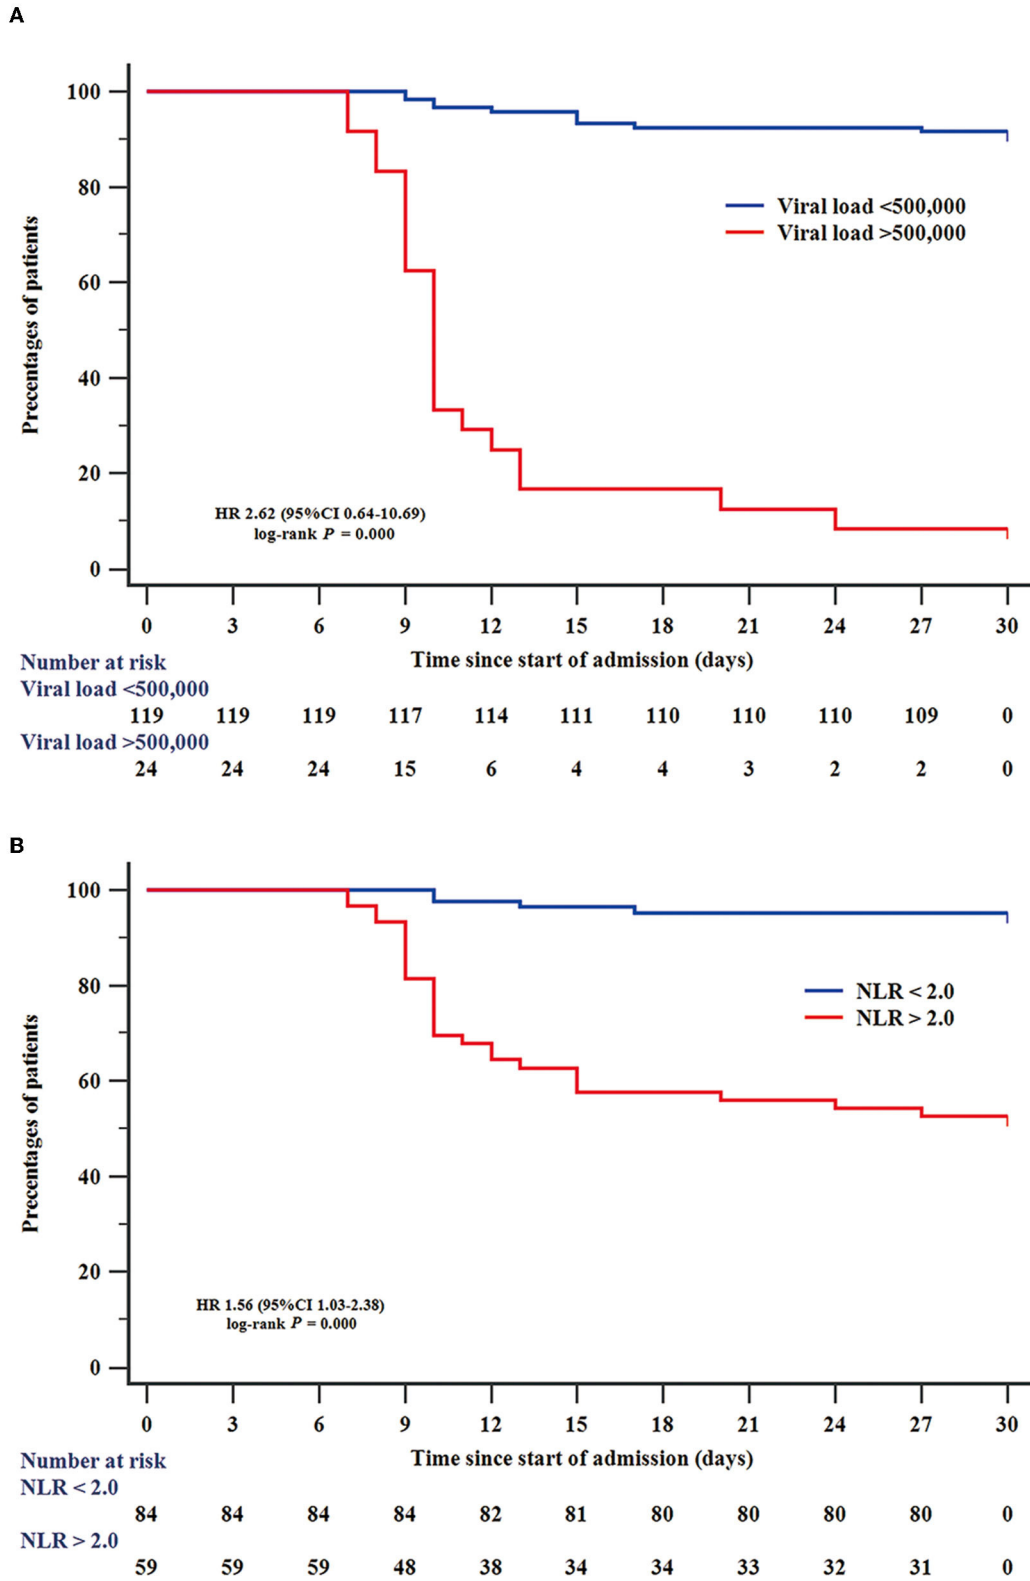 A
100
80
60
40
20
0
Precentages of patients
Viral load <500,000
Viral load >500,000
HR 2.62 (95%CI 0.64-10.69)
log-rank P = 0.000
0 3 6 9 12 15 18 21 24 27 30
Time since start of admission (days)
Number at risk
Viral load <500,000
119 119 119 117 114 111 110 110 110 109 0
Viral load >500,000
24 24 24 15 6 4 4 3 2 2 0
B
100
80
60
40
20
0
Precentages of patients
NLR < 2.0
NLR > 2.0
HR 1.56 (95%CI 1.03-2.38)
log-rank P = 0.000
0 3 6 9 12 15 18 21 24 27 30
Time since start of admission (days)
Number at risk
NLR < 2.0
84 84 84 84 82 81 80 80 80 80 0
NLR > 2.0
59 59 59 48 38 34 34 33 32 31 0